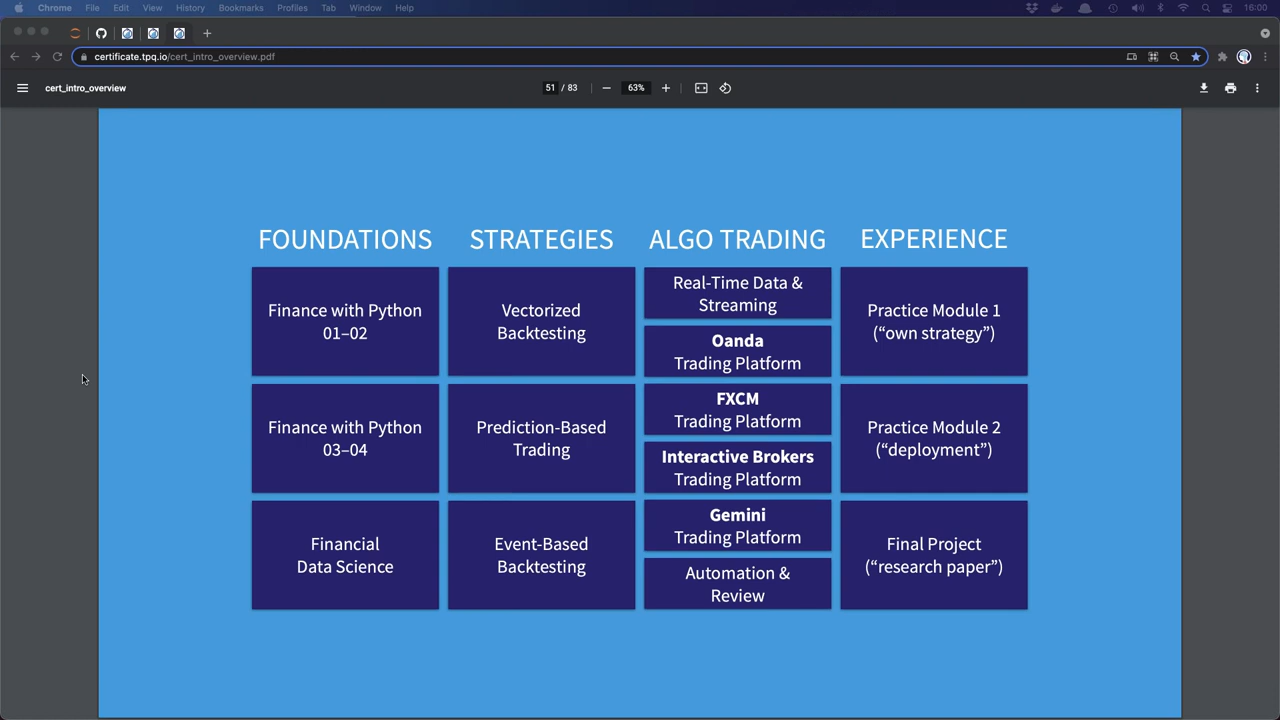 Chrome File Edit View History Bookmarks Profiles Tab Window Help 16:00
certificate.tpq.io/cert_intro_overview.pdf
cert_intro_overview 51 / 83 63%
FOUNDATIONS STRATEGIES ALGO TRADING EXPERIENCE
Finance with Python
01–02
Finance with Python
03–04
Financial
Data Science
Vectorized
Backtesting
Prediction-Based
Trading
Event-Based
Backtesting
Real-Time Data &
Streaming
Oanda
Trading Platform
FXCM
Trading Platform
Interactive Brokers
Trading Platform
Gemini
Trading Platform
Automation &
Review
Practice Module 1
(“own strategy”)
Practice Module 2
(“deployment”)
Final Project
(“research paper”)